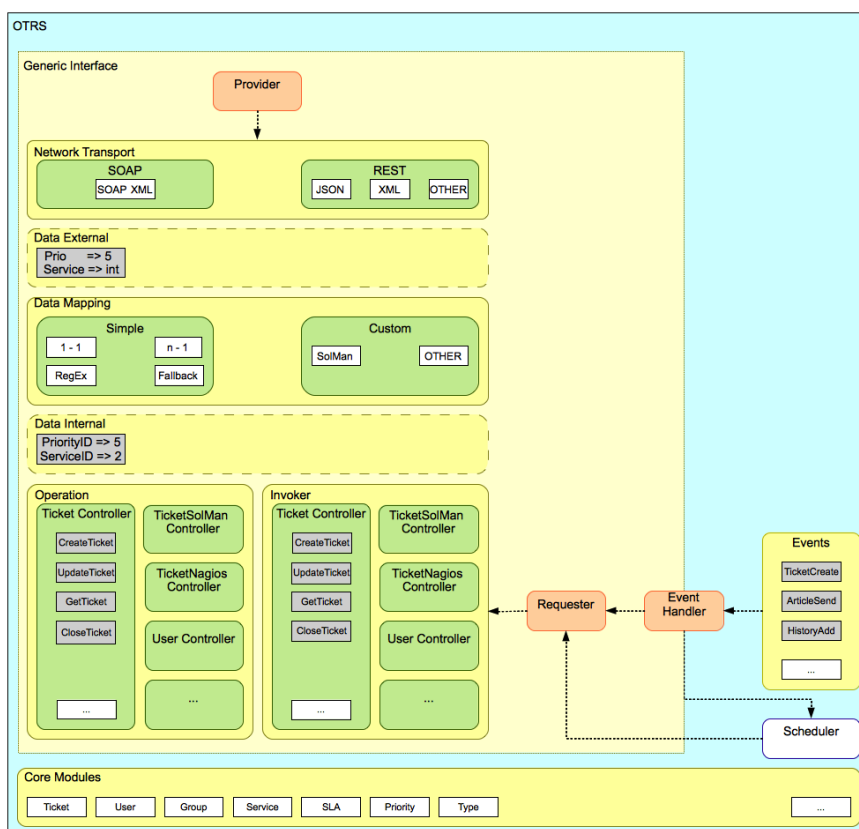 OTRS
Generic Interface
Provider
Network Transport
SOAP
SOAP XML
REST
JSON
XML
OTHER
Data External
Prio => 5
Service => int
Data Mapping
Simple
1 - 1
n - 1
RegEx
Fallback
Custom
SolMan
OTHER
Data Internal
PriorityID => 5
ServiceID => 2
Operation
Ticket Controller
CreateTicket
UpdateTicket
GetTicket
CloseTicket
...
TicketSolMan
Controller
TicketNagios
Controller
User Controller
...
Invoker
Ticket Controller
CreateTicket
UpdateTicket
GetTicket
CloseTicket
...
TicketSolMan
Controller
TicketNagios
Controller
User Controller
...
Requester
Event
Handler
Events
TicketCreate
ArticleSend
HistoryAdd
...
Scheduler
Core Modules
Ticket
User
Group
Service
SLA
Priority
Type
...